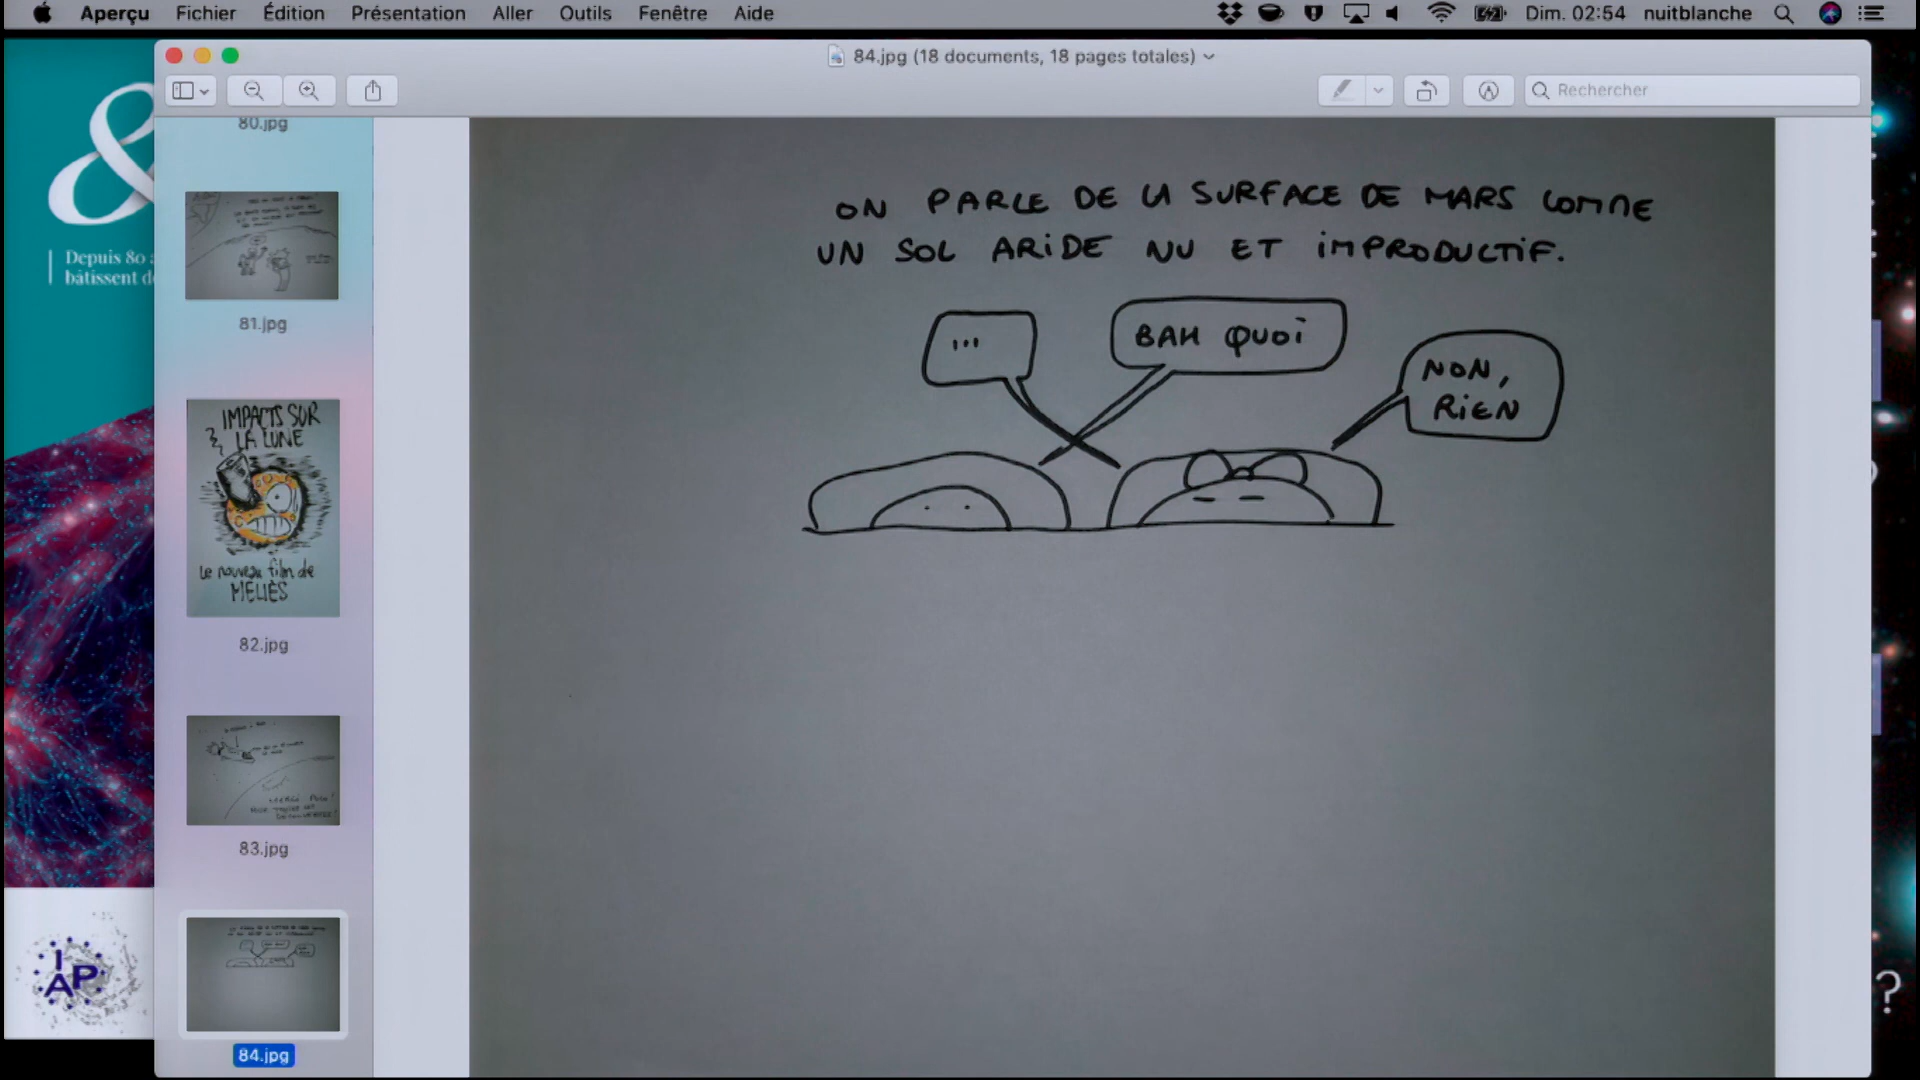 Aperçu Fichier Édition Présentation Aller Outils Fenêtre Aide Dim. 02:54 nuitblanche
84.jpg (18 documents, 18 pages totales)
Rechercher
&
Depuis 80
bâtissent
80.jpg
81.jpg
IMPACTS SUR
LA LUNE
Le nouveau film de
MELIÈS
82.jpg
83.jpg
84.jpg
IAP
ON PARLE DE LA SURFACE DE MARS COMME
UN SOL ARIDE NU ET IMPRODUCTIF.
...
BAH QUOI
NON,
RIEN
?